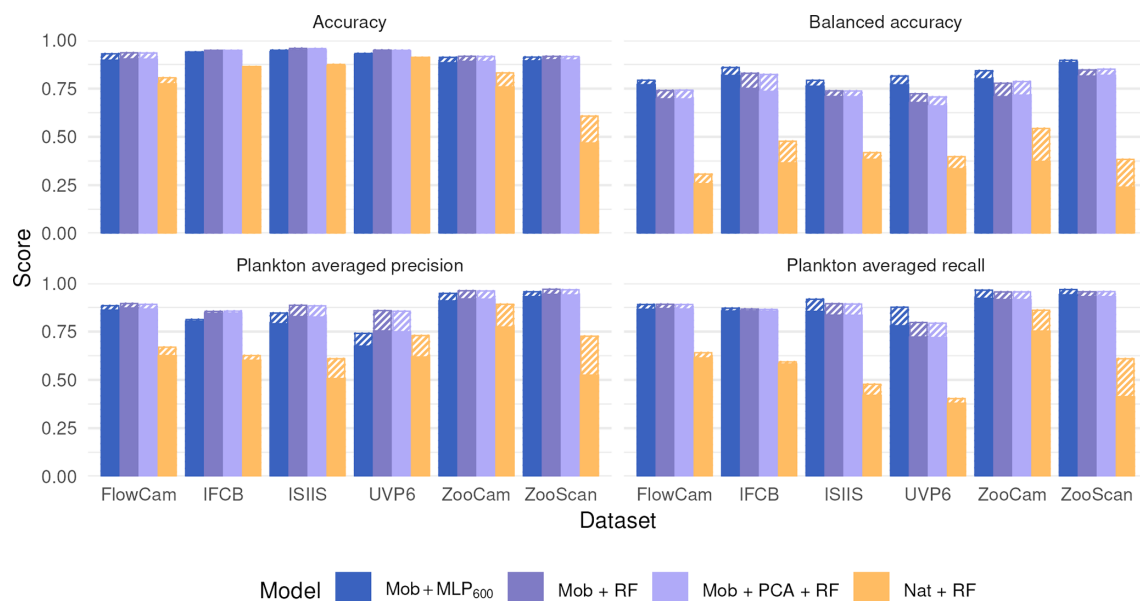 Accuracy
Balanced accuracy
1.00
0.75
0.50
0.25
0.00
Score
Plankton averaged precision
Plankton averaged recall
1.00
0.75
0.50
0.25
0.00
FlowCam IFCB ISIIS UVP6 ZooCam ZooScan
FlowCam IFCB ISIIS UVP6 ZooCam ZooScan
Dataset
Model Mob+MLP₆₀₀ Mob + RF Mob + PCA + RF Nat + RF